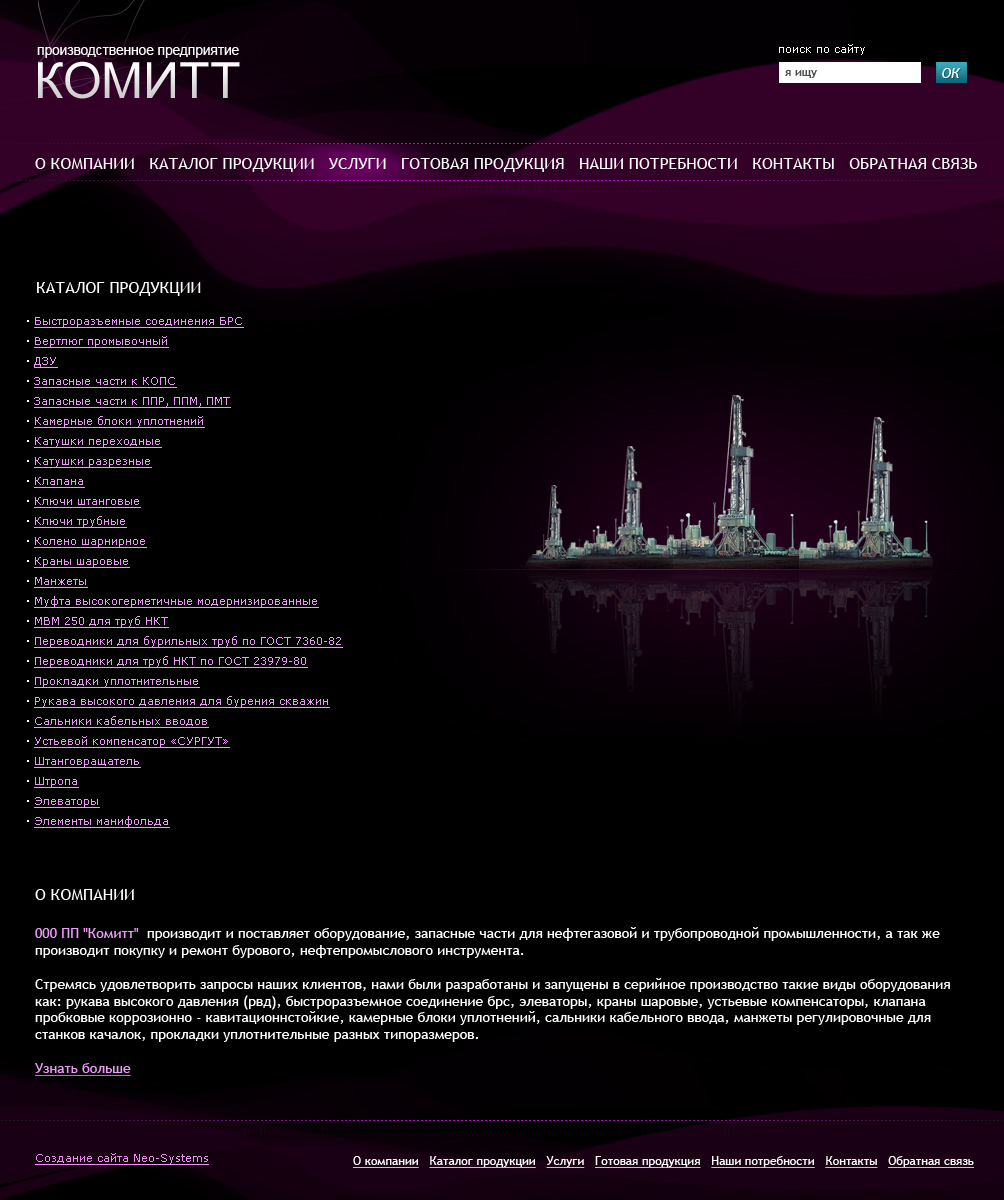 производственное предприятие
КОМИТТ
поиск по сайту
я ищу
ОК
О КОМПАНИИ КАТАЛОГ ПРОДУКЦИИ УСЛУГИ ГОТОВАЯ ПРОДУКЦИЯ НАШИ ПОТРЕБНОСТИ КОНТАКТЫ ОБРАТНАЯ СВЯЗЬ
КАТАЛОГ ПРОДУКЦИИ
· Быстроразъемные соединения БРС
· Вертлюг промывочный
· ДЗУ
· Запасные части к КОПС
· Запасные части к ППР, ППМ, ПМТ
· Камерные блоки уплотнений
· Катушки переходные
· Катушки разрезные
· Клапана
· Ключи штанговые
· Ключи трубные
· Колено шарнирное
· Краны шаровые
· Манжеты
· Муфта высокогерметичные модернизированные
· МВМ 250 для труб НКТ
· Переводники для бурильных труб по ГОСТ 7360-82
· Переводники для труб НКТ по ГОСТ 23979-80
· Прокладки уплотнительные
· Рукава высокого давления для бурения скважин
· Сальники кабельных вводов
· Устьевой компенсатор «СУРГУТ»
· Штанговращатель
· Штропа
· Элеваторы
· Элементы манифольда
О КОМПАНИИ
000 ПП "Комитт" производит и поставляет оборудование, запасные части для нефтегазовой и трубопроводной промышленности, а так же
производит покупку и ремонт бурового, нефтепромыслового инструмента.
Стремясь удовлетворить запросы наших клиентов, нами были разработаны и запущены в серийное производство такие виды оборудования
как: рукава высокого давления (рвд), быстроразъемное соединение брс, элеваторы, краны шаровые, устьевые компенсаторы, клапана
пробковые коррозионно - кавитационнстойкие, камерные блоки уплотнений, сальники кабельного ввода, манжеты регулировочные для
станков качалок, прокладки уплотнительные разных типоразмеров.
Узнать больше
Создание сайта Neo-Systems
О компании Каталог продукции Услуги Готовая продукция Наши потребности Контакты Обратная связь